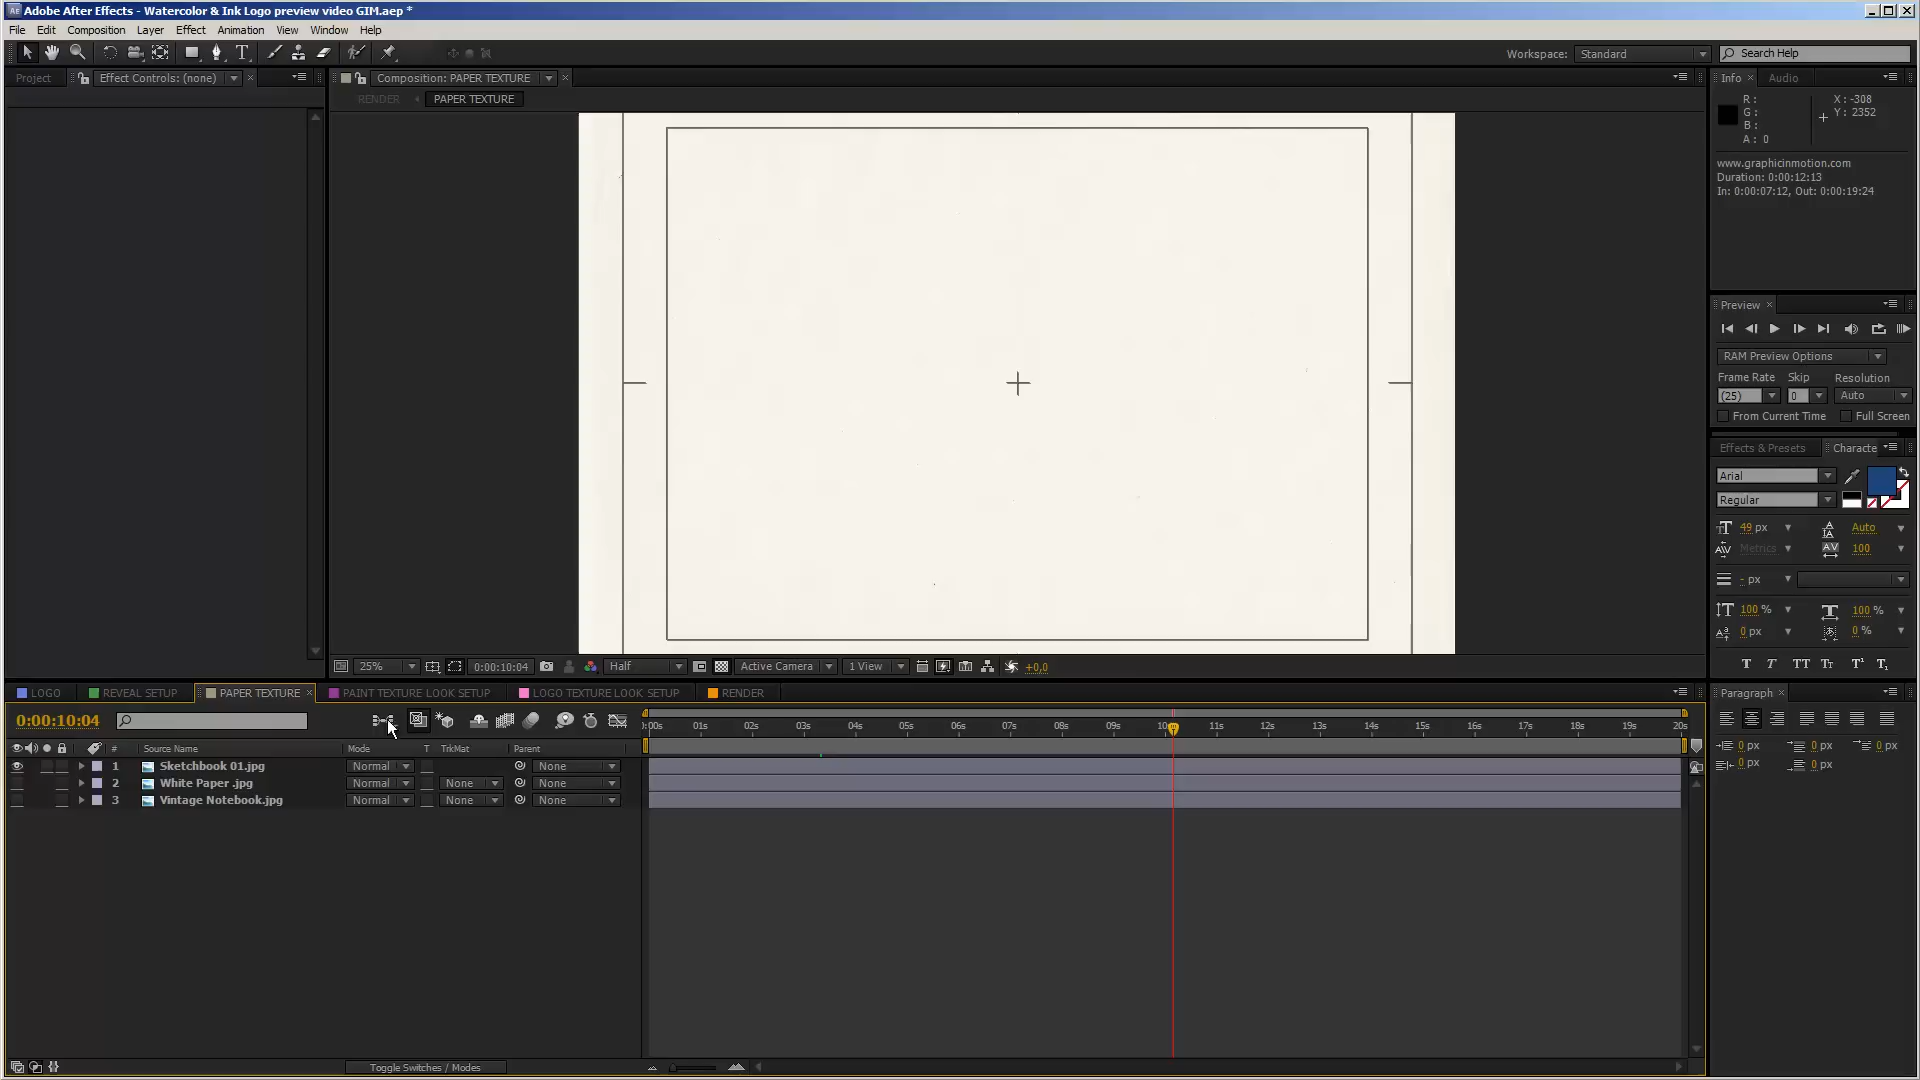 Adobe After Effects - Watercolor & Ink Logo preview video GIM.aep *
File Edit Composition Layer Effect Animation View Window Help
Workspace: Standard Search Help
Project Effect Controls: (none) Composition: PAPER TEXTURE
RENDER PAPER TEXTURE
Info Audio
R: X: -308
G: Y: 2352
B:
A: 0
www.graphicinmotion.com
Duration: 0:00:12:13
In: 0:00:07:12, Out: 0:00:19:24
Preview
RAM Preview Options
Frame Rate Skip Resolution
(25) 0 Auto
From Current Time Full Screen
Effects & Presets Characte
Arial
Regular
49 px Auto
Metrics 100
- px
100 % 100 %
0 px 0 %
T T TT Tt T¹ T₁
25% 0:00:10:04 Half Active Camera 1 View +0,0
LOGO REVEAL SETUP PAPER TEXTURE PAINT TEXTURE LOOK SETUP LOGO TEXTURE LOOK SETUP RENDER
Paragraph
0:00:10:04
:00s 01s 02s 03s 04s 05s 06s 07s 08s 09s 10s 11s 12s 13s 14s 15s 16s 17s 18s 19s 20s
# Source Name Mode T TrkMat Parent
1 Sketchbook 01.jpg Normal None
2 White Paper .jpg Normal None None
3 Vintage Notebook.jpg Normal None None
0 px 0 px 0 px
0 px 0 px
Toggle Switches / Modes